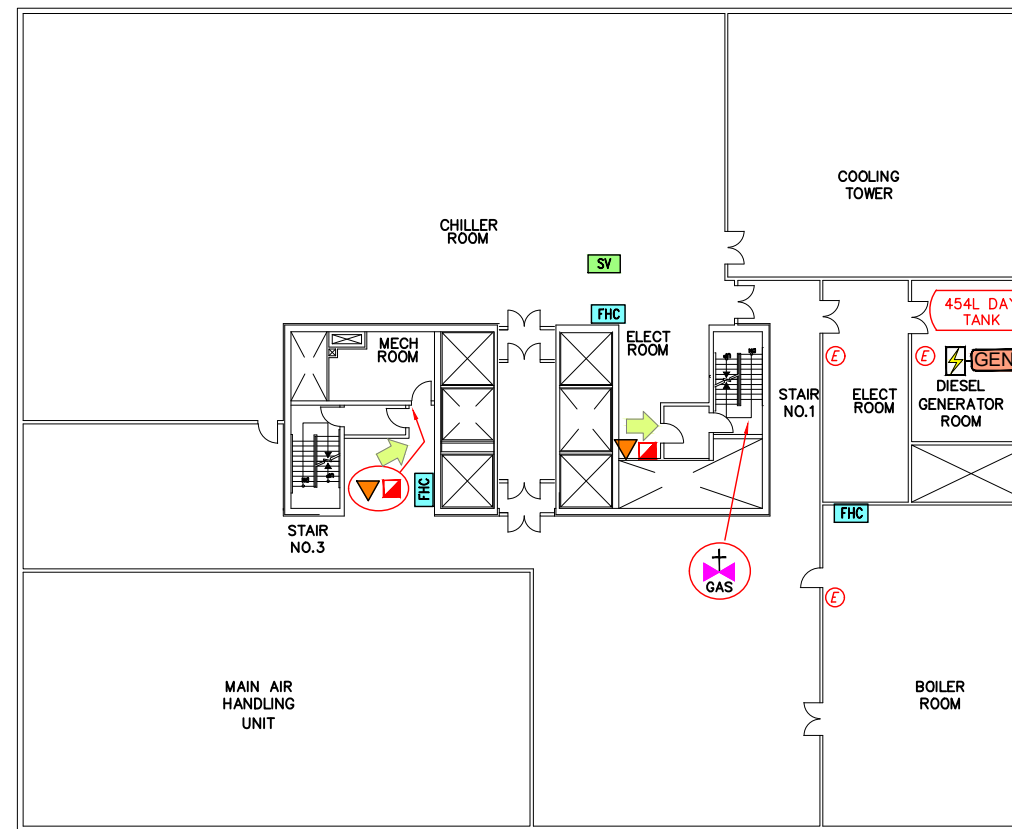 COOLING
TOWER
CHILLER
ROOM
SV
454L DAY
TANK
FHC
MECH
ROOM
ELECT
ROOM
E
E
GEN
DIESEL
GENERATOR
ROOM
STAIR
NO.1
ELECT
ROOM
FHC
FHC
STAIR
NO.3
GAS
E
MAIN AIR
HANDLING
UNIT
BOILER
ROOM